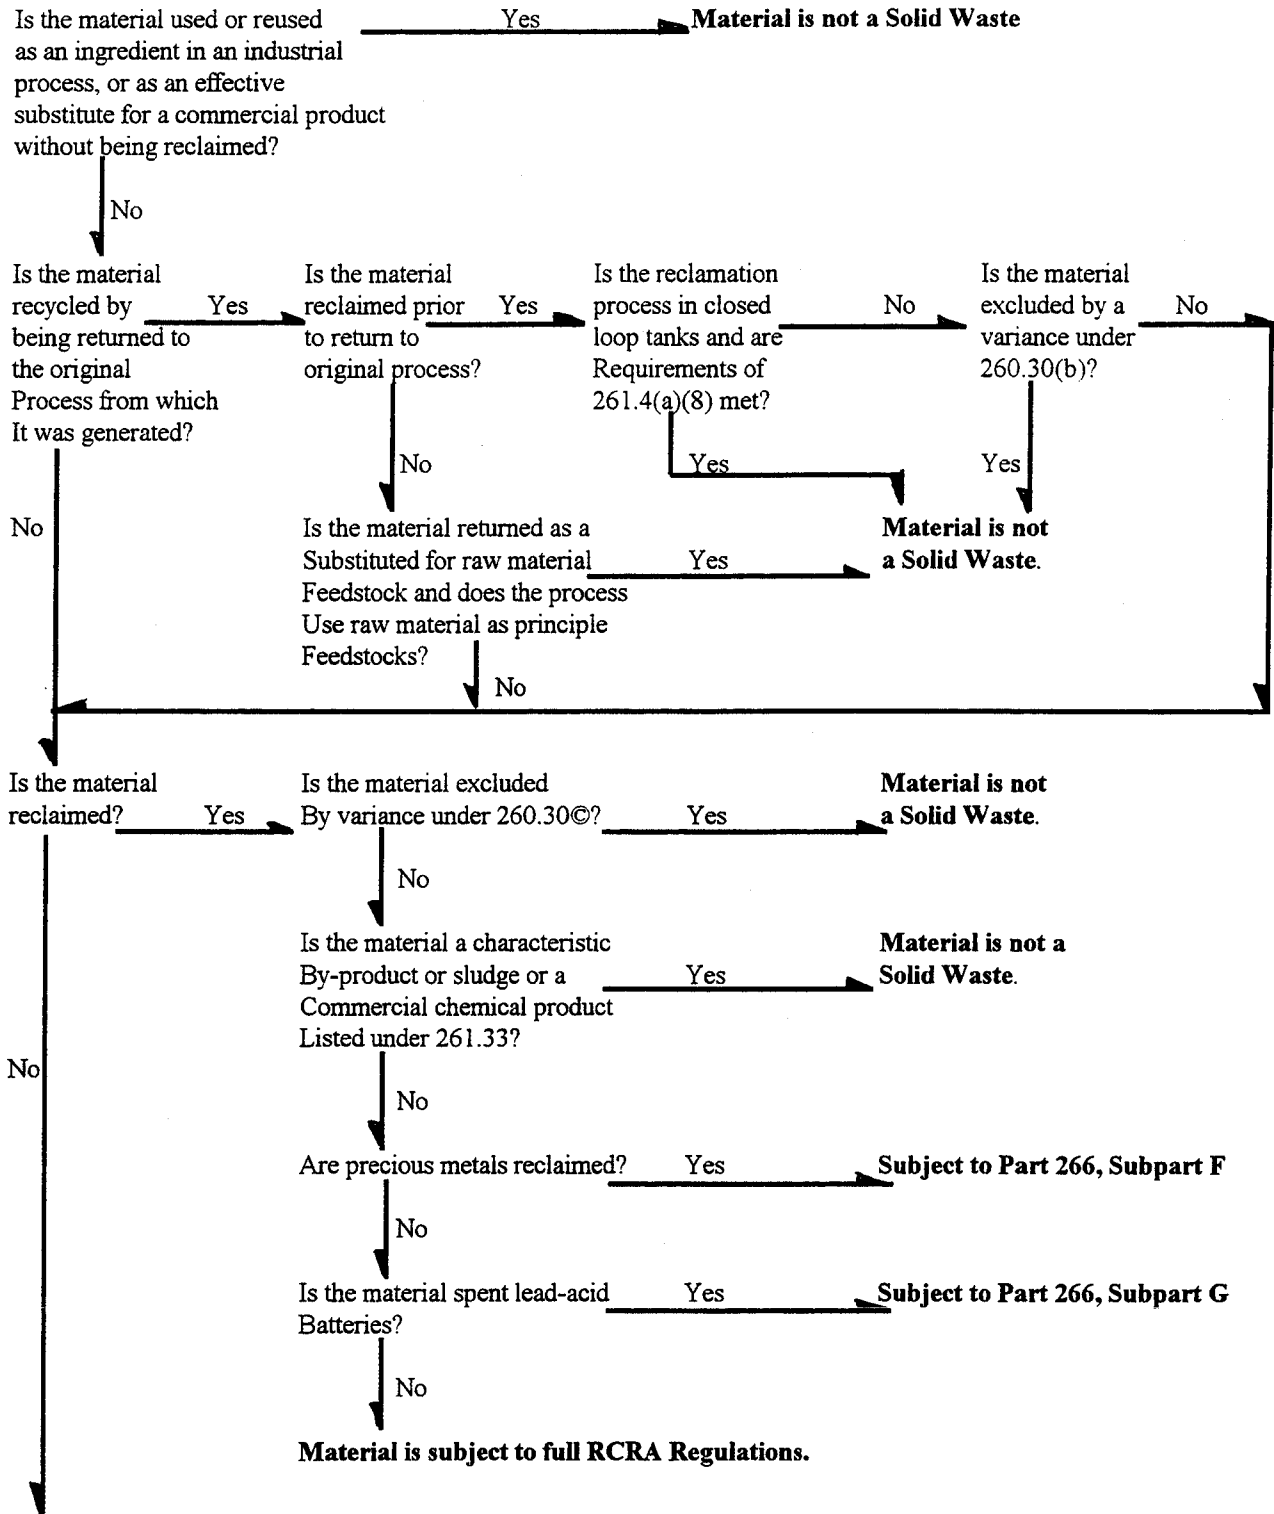 Is the material used or reused
as an ingredient in an industrial
process, or as an effective
substitute for a commercial product
without being reclaimed?
Yes
Material is not a Solid Waste
No
Is the material
recycled by
being returned to
the original
Process from which
It was generated?
Yes
Is the material
reclaimed prior
to return to
original process?
Yes
Is the reclamation
process in closed
loop tanks and are
Requirements of
261.4(a)(8) met?
No
Is the material
excluded by a
variance under
260.30(b)?
No
No
Yes
Yes
No
Is the material returned as a
Substituted for raw material
Feedstock and does the process
Use raw material as principle
Feedstocks?
Yes
Material is not
a Solid Waste.
No
Is the material
reclaimed?
Yes
Is the material excluded
By variance under 260.30©?
Yes
Material is not
a Solid Waste.
No
Is the material a characteristic
By-product or sludge or a
Commercial chemical product
Listed under 261.33?
Yes
Material is not a
Solid Waste.
No
No
Are precious metals reclaimed?
Yes
Subject to Part 266, Subpart F
No
Is the material spent lead-acid
Batteries?
Yes
Subject to Part 266, Subpart G
No
Material is subject to full RCRA Regulations.